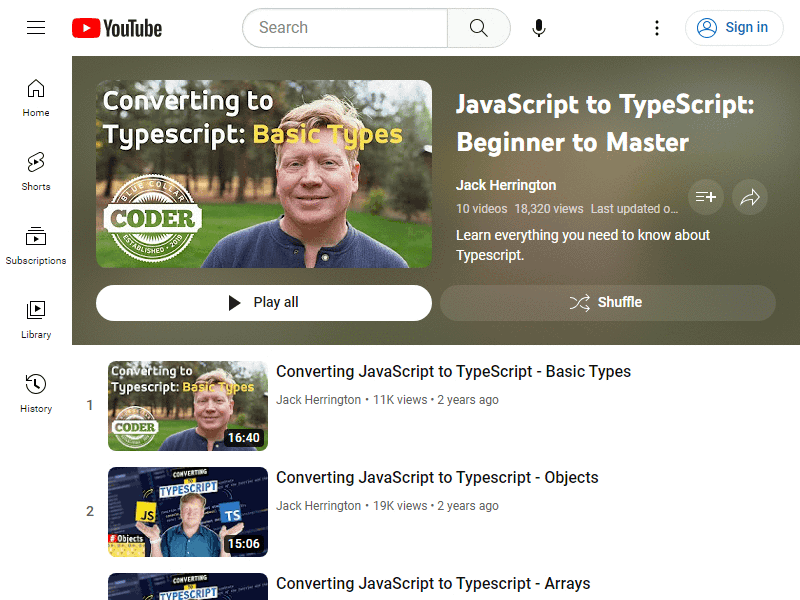 YouTube
Search
Sign in
Home
Shorts
Subscriptions
Library
History
Converting to
Typescript: Basic Types
BLUE COLLAR
CODER
ESTABLISHED • 2019
JavaScript to TypeScript:
Beginner to Master
Jack Herrington
10 videos 18,320 views Last updated o...
Learn everything you need to know about
Typescript.
Play all
Shuffle
1
Converting to
Typescript: Basic Types
CODER
16:40
Converting JavaScript to TypeScript - Basic Types
Jack Herrington • 11K views • 2 years ago
2
CONVERTING
TO
TYPESCRIPT
JS
TS
Objects
15:06
Converting JavaScript to Typescript - Objects
Jack Herrington • 19K views • 2 years ago
CONVERTING
TO
TYPESCRIPT
Converting JavaScript to Typescript - Arrays